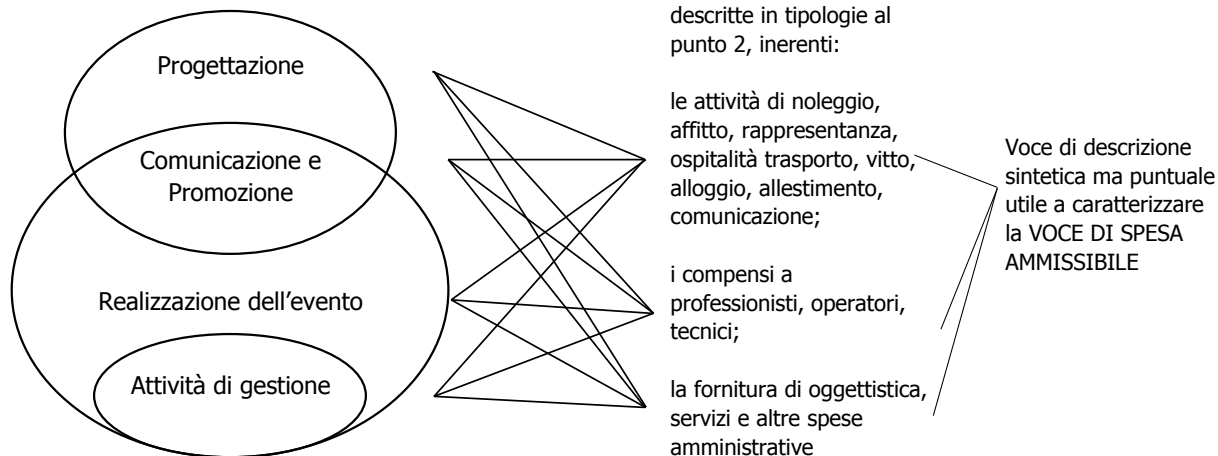 Progettazione
Comunicazione e
Promozione
Realizzazione dell’evento
Attività di gestione
descritte in tipologie al
punto 2, inerenti:
le attività di noleggio,
affitto, rappresentanza,
ospitalità trasporto, vitto,
alloggio, allestimento,
comunicazione;
i compensi a
professionisti, operatori,
tecnici;
la fornitura di oggettistica,
servizi e altre spese
amministrative
Voce di descrizione
sintetica ma puntuale
utile a caratterizzare
la VOCE DI SPESA
AMMISSIBILE